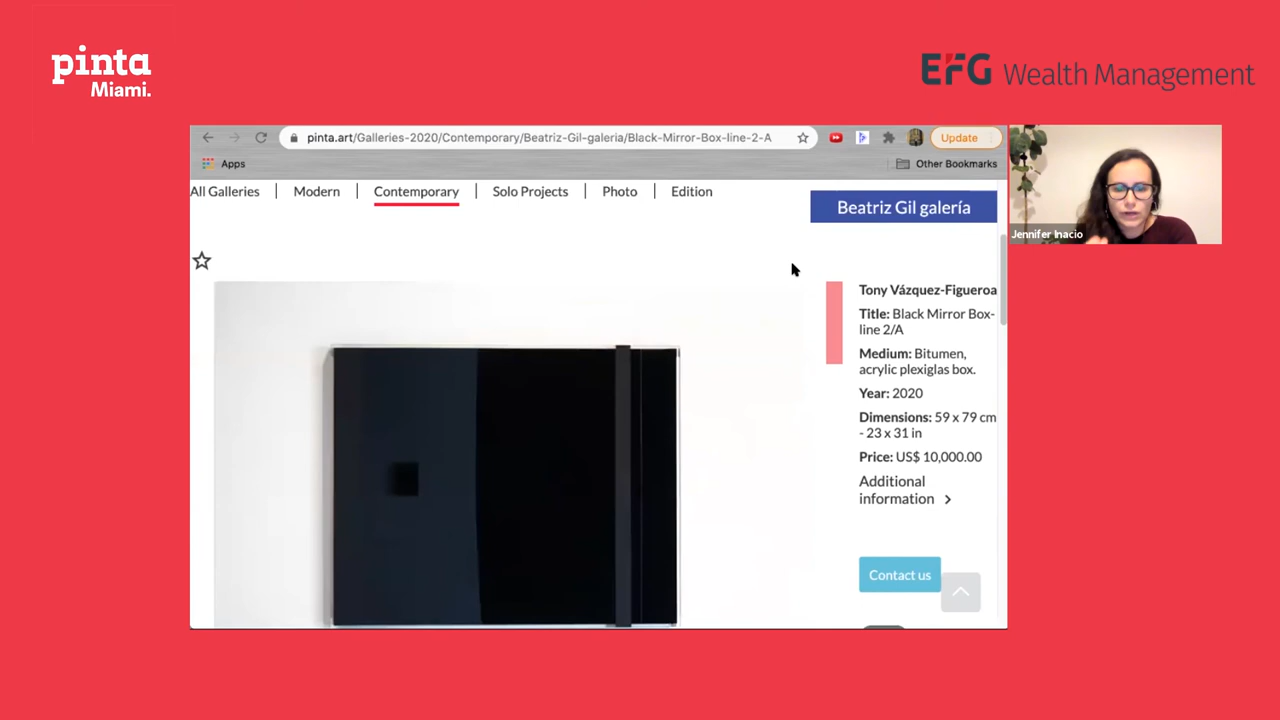 pinta
Miami.
EFG Wealth Management
pinta.art/Galleries-2020/Contemporary/Beatriz-Gil-galeria/Black-Mirror-Box-line-2-A
Update
Apps
Other Bookmarks
All Galleries
Modern
Contemporary
Solo Projects
Photo
Edition
Beatriz Gil galería
Jennifer Inacio
Tony Vázquez-Figueroa
Title: Black Mirror Box-
line 2/A
Medium: Bitumen,
acrylic plexiglas box.
Year: 2020
Dimensions: 59 x 79 cm
- 23 x 31 in
Price: US$ 10,000.00
Additional
information
Contact us